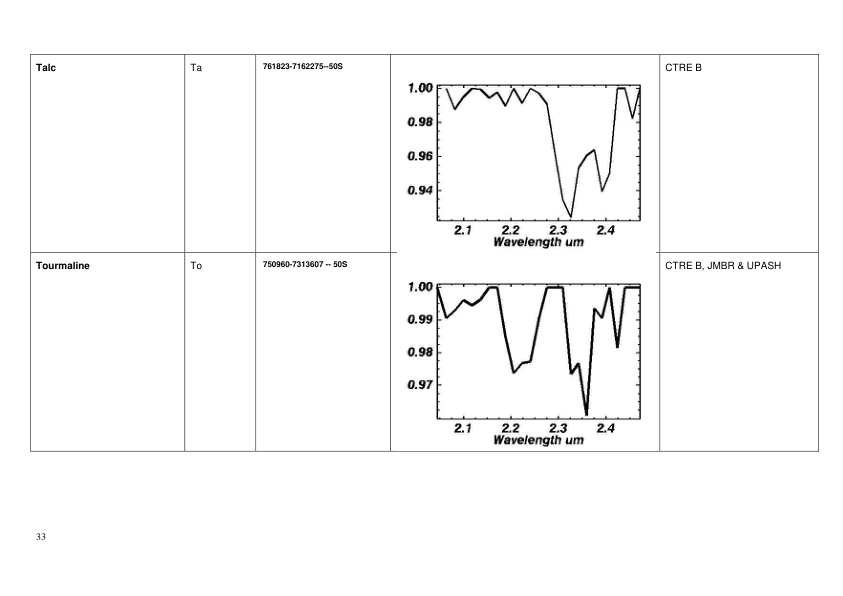 Talc
Ta
761823-7162275--50S
CTRE B
1.00
0.98
0.96
0.94
2.1 2.2 2.3 2.4
Wavelength um
Tourmaline
To
750960-7313607 -- 50S
CTRE B, JMBR & UPASH
1.00
0.99
0.98
0.97
2.1 2.2 2.3 2.4
Wavelength um
33